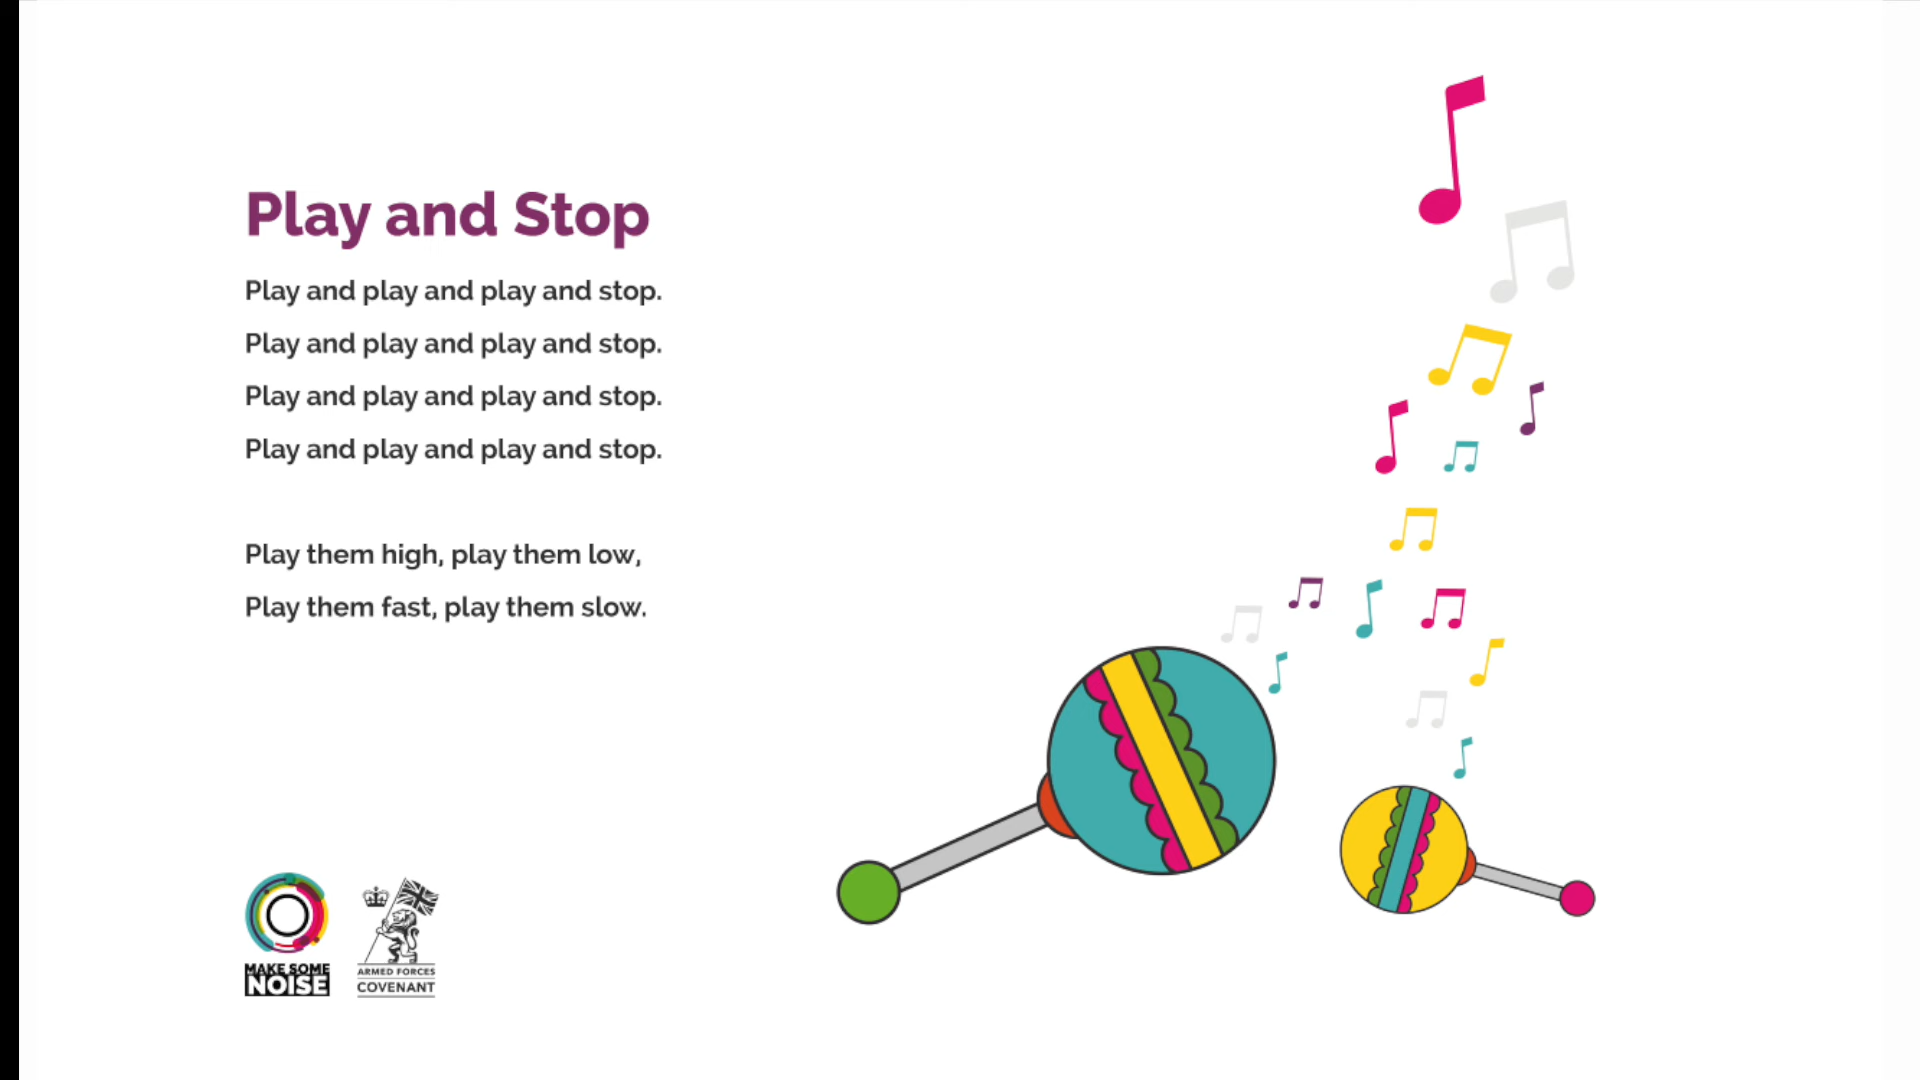 Play and Stop
Play and play and play and stop.
Play and play and play and stop.
Play and play and play and stop.
Play and play and play and stop.
Play them high, play them low,
Play them fast, play them slow.
MAKE SOME
NOISE
ARMED FORCES
COVENANT